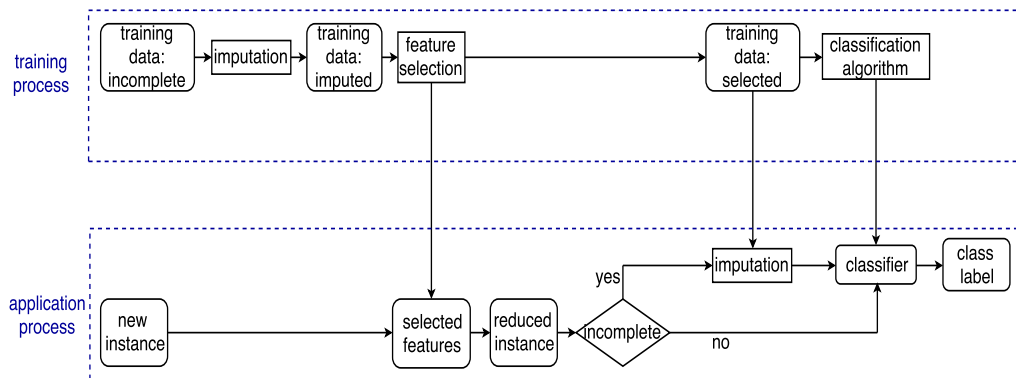 training
process
training
data:
incomplete
imputation
training
data:
imputed
feature
selection
training
data:
selected
classification
algorithm
application
process
new
instance
selected
features
reduced
instance
incomplete
yes
no
imputation
classifier
class
label